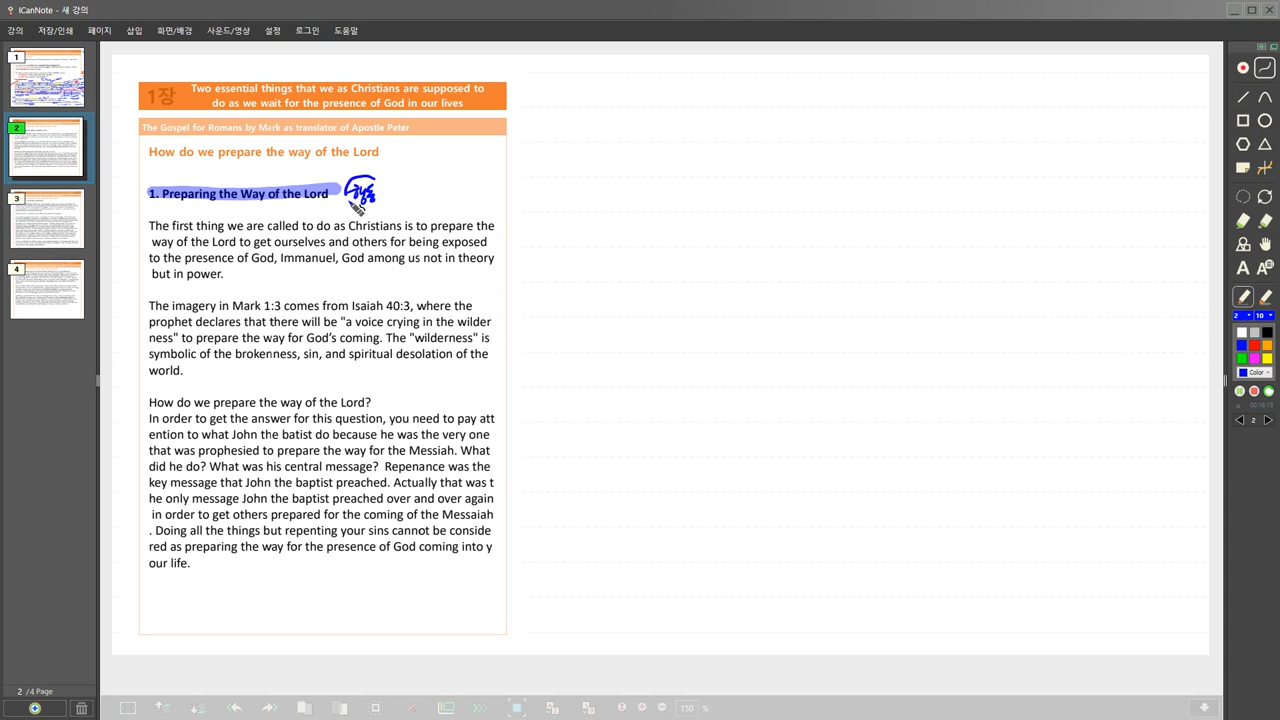 ICanNote - 새 강의
강의 저장/인쇄 페이지 삽입 화면/배경 사운드/영상 설정 로그인 도움말
1
2
3
4
1장
Two essential things that we as Christians are supposed to
do as we wait for the presence of God in our lives
The Gospel for Romans by Mark as translator of Apostle Peter
How do we prepare the way of the Lord
1. Preparing the Way of the Lord
The first thing we are called to do as Christians is to prepare the
way of the Lord to get ourselves and others for being exposed
to the presence of God, Immanuel, God among us not in theory
but in power.
The imagery in Mark 1:3 comes from Isaiah 40:3, where the
prophet declares that there will be "a voice crying in the wilder
ness" to prepare the way for God's coming. The "wilderness" is
symbolic of the brokenness, sin, and spiritual desolation of the
world.
How do we prepare the way of the Lord?
In order to get the answer for this question, you need to pay att
ention to what John the batist do because he was the very one
that was prophesied to prepare the way for the Messiah. What
did he do? What was his central message?  Repenance was the
key message that John the baptist preached. Actually that was t
he only message John the baptist preached over and over again
in order to get others prepared for the coming of the Messaiah
. Doing all the things but repenting your sins cannot be conside
red as preparing the way for the presence of God coming into y
our life.
2 10
Color
2
2 /4 Page
150 %